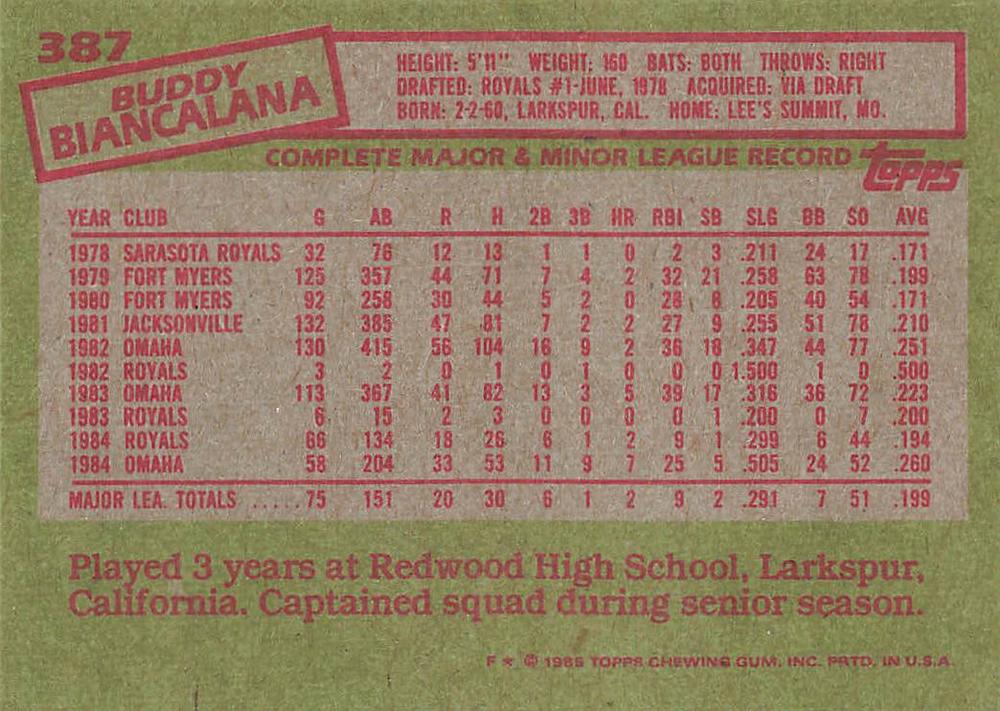 387
BUDDY
BIANCALANA
HEIGHT: 5'11" WEIGHT: 160 BATS: BOTH THROWS: RIGHT
DRAFTED: ROYALS #1-JUNE, 1978 ACQUIRED: VIA DRAFT
BORN: 2-2-60, LARKSPUR, CAL. HOME: LEE'S SUMMIT, MO.
COMPLETE MAJOR & MINOR LEAGUE RECORD topps
YEAR CLUB G AB R H 2B 3B HR RBI SB SLG BB SO AVG
1978 SARASOTA ROYALS 32 76 12 13 1 1 0 2 3 .211 24 17 .171
1979 FORT MYERS 125 357 44 71 7 4 2 32 21 .258 63 78 .199
1980 FORT MYERS 92 258 30 44 5 2 0 28 8 .205 40 54 .171
1981 JACKSONVILLE 132 385 47 81 7 2 2 27 9 .255 51 78 .210
1982 OMAHA 130 415 56 104 16 9 2 36 18 .347 44 77 .251
1982 ROYALS 3 2 0 1 0 1 0 0 0 1.500 1 0 .500
1983 OMAHA 113 367 41 82 13 3 5 39 17 .316 36 72 .223
1983 ROYALS 6 15 2 3 0 0 0 0 1 .200 0 7 .200
1984 ROYALS 66 134 18 26 6 1 2 9 1 .299 6 44 .194
1984 OMAHA 58 204 33 53 11 9 7 25 5 .505 24 52 .260
MAJOR LEA. TOTALS .....75 151 20 30 6 1 2 9 2 .291 7 51 .199
Played 3 years at Redwood High School, Larkspur,
California. Captained squad during senior season.
F ★ © 1985 TOPPS CHEWING GUM, INC. PRTD. IN U.S.A.